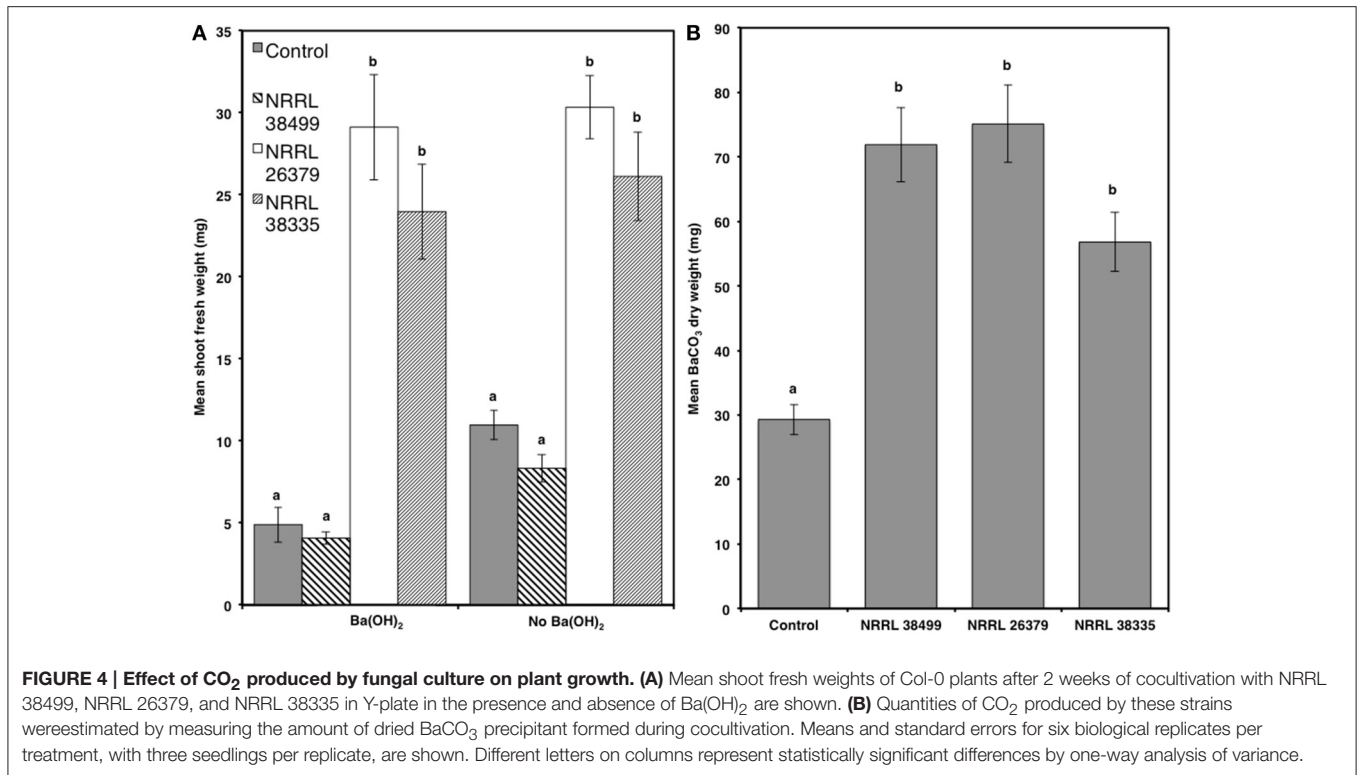 A
Mean shoot fresh weight (mg)
35
30
25
20
15
10
5
0
Control
NRRL
38499
NRRL
26379
NRRL
38335
a
a
b
b
a
a
b
b
Ba(OH)2
No Ba(OH)2
B
Mean BaCO3 dry weight (mg)
90
80
70
60
50
40
30
20
10
0
a
b
b
b
Control
NRRL 38499
NRRL 26379
NRRL 38335
FIGURE 4 | Effect of CO2 produced by fungal culture on plant growth. (A) Mean shoot fresh weights of Col-0 plants after 2 weeks of cocultivation with NRRL
38499, NRRL 26379, and NRRL 38335 in Y-plate in the presence and absence of Ba(OH)2 are shown. (B) Quantities of CO2 produced by these strains
wereestimated by measuring the amount of dried BaCO3 precipitant formed during cocultivation. Means and standard errors for six biological replicates per
treatment, with three seedlings per replicate, are shown. Different letters on columns represent statistically significant differences by one-way analysis of variance.